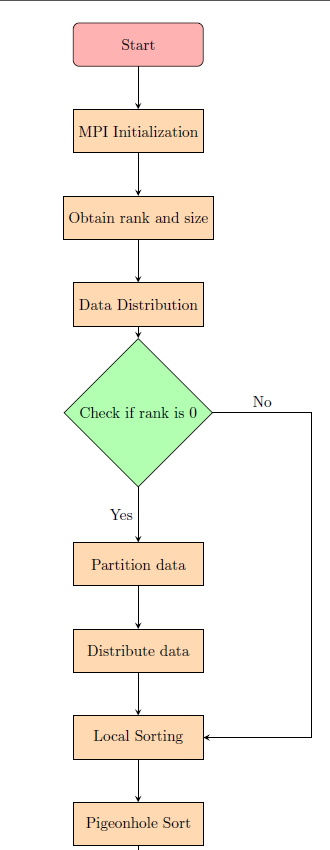 Start
MPI Initialization
Obtain rank and size
Data Distribution
Check if rank is 0
No
Yes
Partition data
Distribute data
Local Sorting
Pigeonhole Sort